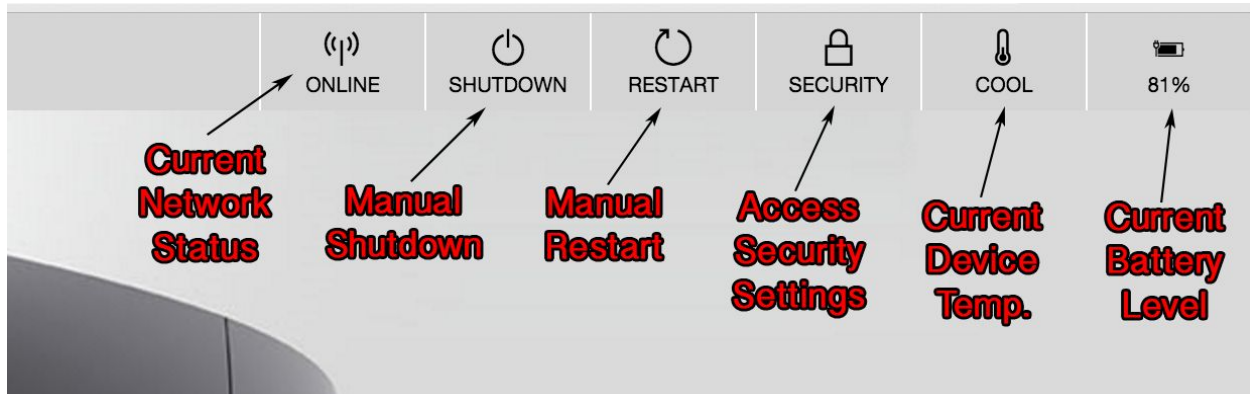 ONLINE
SHUTDOWN
RESTART
SECURITY
COOL
81%
Current
Network
Status
Manual
Shutdown
Manual
Restart
Access
Security
Settings
Current
Device
Temp.
Current
Battery
Level